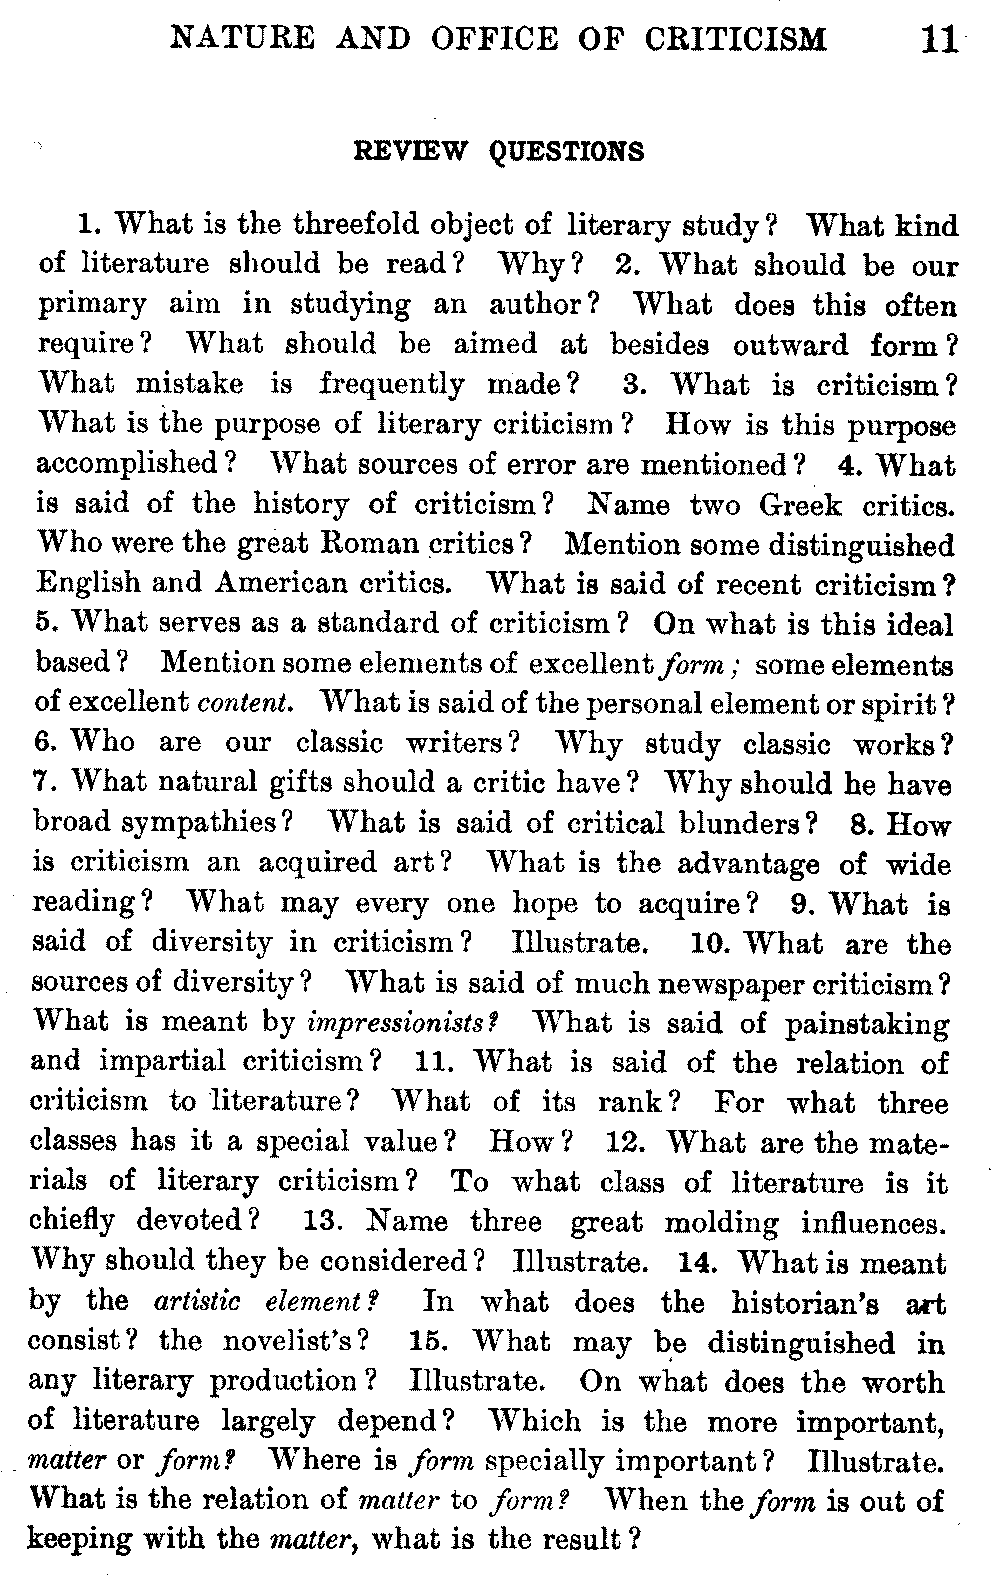 NATURE AND OFFICE OF CRITICISM 11
REVIEW QUESTIONS
1. What is the threefold object of literary study? What kind
of literature should be read? Why? 2. What should be our
primary aim in studying an author? What does this often
require? What should be aimed at besides outward form?
What mistake is frequently made? 3. What is criticism?
What is the purpose of literary criticism? How is this purpose
accomplished? What sources of error are mentioned? 4. What
is said of the history of criticism? Name two Greek critics.
Who were the great Roman critics? Mention some distinguished
English and American critics. What is said of recent criticism?
5. What serves as a standard of criticism? On what is this ideal
based? Mention some elements of excellent form; some elements
of excellent content. What is said of the personal element or spirit?
6. Who are our classic writers? Why study classic works?
7. What natural gifts should a critic have? Why should he have
broad sympathies? What is said of critical blunders? 8. How
is criticism an acquired art? What is the advantage of wide
reading? What may every one hope to acquire? 9. What is
said of diversity in criticism? Illustrate. 10. What are the
sources of diversity? What is said of much newspaper criticism?
What is meant by impressionists? What is said of painstaking
and impartial criticism? 11. What is said of the relation of
criticism to literature? What of its rank? For what three
classes has it a special value? How? 12. What are the mate-
rials of literary criticism? To what class of literature is it
chiefly devoted? 13. Name three great molding influences.
Why should they be considered? Illustrate. 14. What is meant
by the artistic element? In what does the historian's art
consist? the novelist's? 15. What may be distinguished in
any literary production? Illustrate. On what does the worth
of literature largely depend? Which is the more important,
matter or form? Where is form specially important? Illustrate.
What is the relation of matter to form? When the form is out of
keeping with the matter, what is the result?